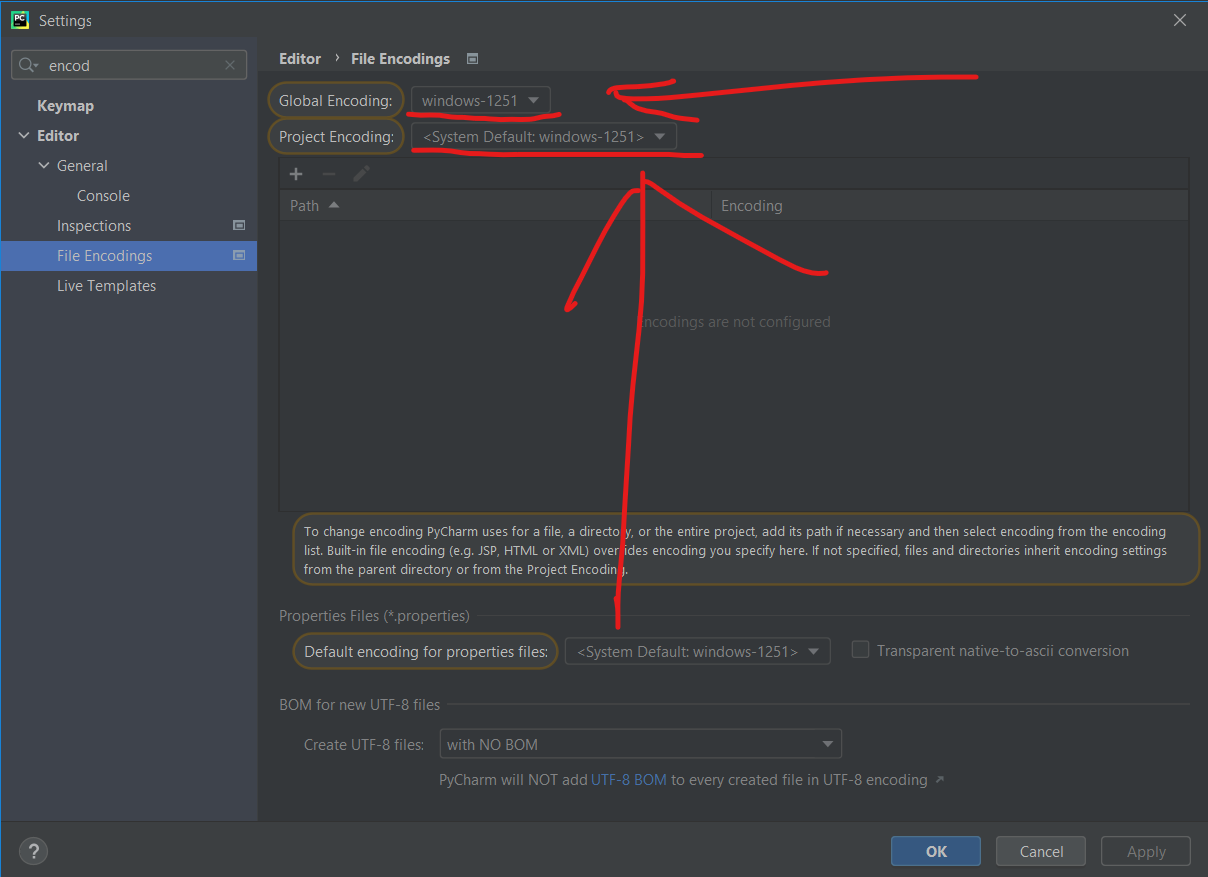 PC
Settings
encod
Keymap
Editor
General
Console
Inspections
File Encodings
Live Templates
Editor › File Encodings
Global Encoding: windows-1251
Project Encoding: <System Default: windows-1251>
Path Encoding
Encodings are not configured
To change encoding PyCharm uses for a file, a directory, or the entire project, add its path if necessary and then select encoding from the encoding
list. Built-in file encoding (e.g. JSP, HTML or XML) overrides encoding you specify here. If not specified, files and directories inherit encoding settings
from the parent directory or from the Project Encoding.
Properties Files (*.properties)
Default encoding for properties files: <System Default: windows-1251> Transparent native-to-ascii conversion
BOM for new UTF-8 files
Create UTF-8 files: with NO BOM
PyCharm will NOT add UTF-8 BOM to every created file in UTF-8 encoding ↗
? OK Cancel Apply